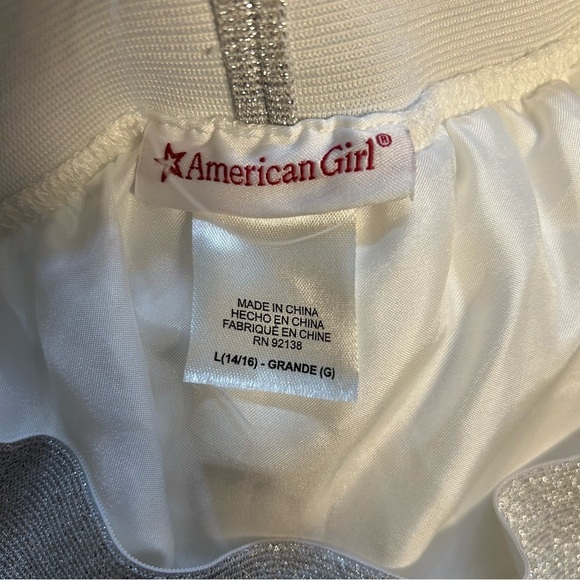 American Girl®
MADE IN CHINA
HECHO EN CHINA
FABRIQUÉ EN CHINE
RN 92138
L(14/16) - GRANDE (G)